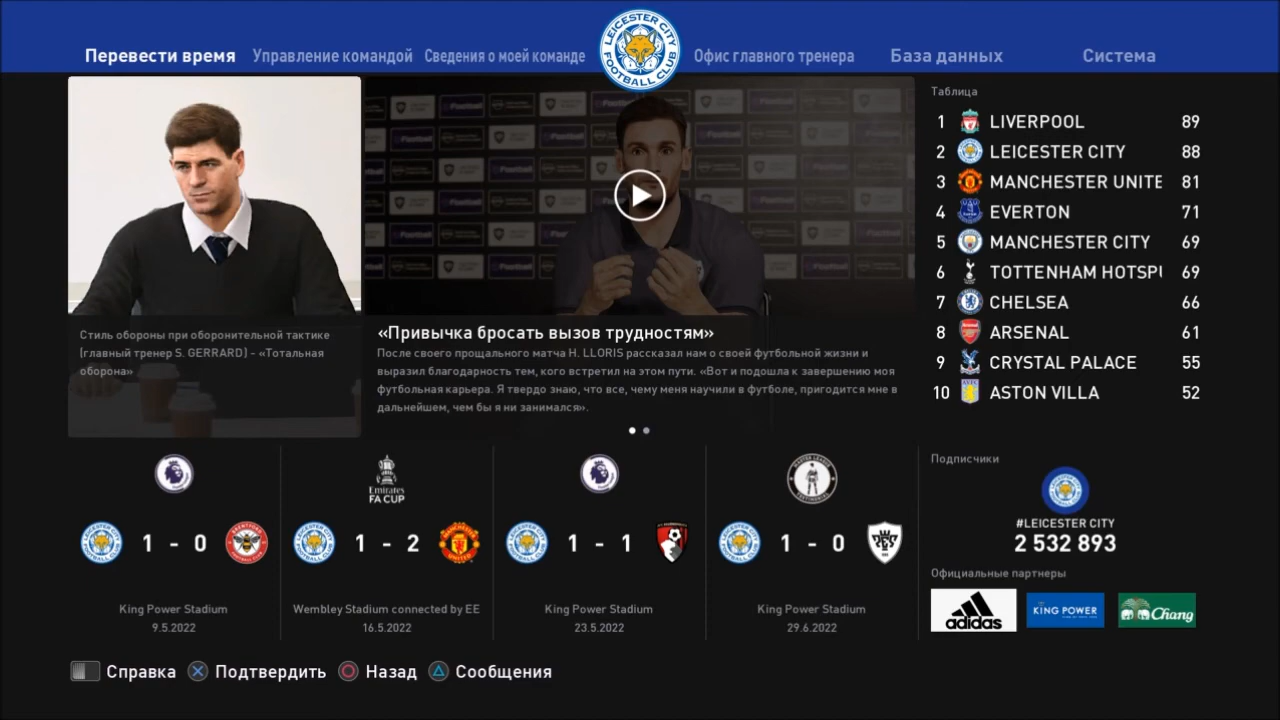 Перевести время
Управление командой
Сведения о моей команде
LEICESTER CITY
FOOTBALL CLUB
Офис главного тренера
База данных
Система
Стиль обороны при оборонительной тактике
(главный тренер S. GERRARD) - «Тотальная
оборона»
«Привычка бросать вызов трудностям»
После своего прощального матча H. LLORIS рассказал нам о своей футбольной жизни и
выразил благодарность тем, кого встретил на этом пути. «Вот и подошла к завершению моя
футбольная карьера. Я твердо знаю, что все, чему меня научили в футболе, пригодится мне в
дальнейшем, чем бы я ни занимался».
Таблица
1 LIVERPOOL 89
2 LEICESTER CITY 88
3 MANCHESTER UNITE 81
4 EVERTON 71
5 MANCHESTER CITY 69
6 TOTTENHAM HOTSPU 69
7 CHELSEA 66
8 ARSENAL 61
9 CRYSTAL PALACE 55
10 ASTON VILLA 52
1 - 0
King Power Stadium
9.5.2022
Emirates
FA CUP
1 - 2
Wembley Stadium connected by EE
16.5.2022
1 - 1
King Power Stadium
23.5.2022
1 - 0
King Power Stadium
29.6.2022
Подписчики
#LEICESTER CITY
2 532 893
Официальные партнеры
adidas
KING POWER
Chang
Справка
Подтвердить
Назад
Сообщения